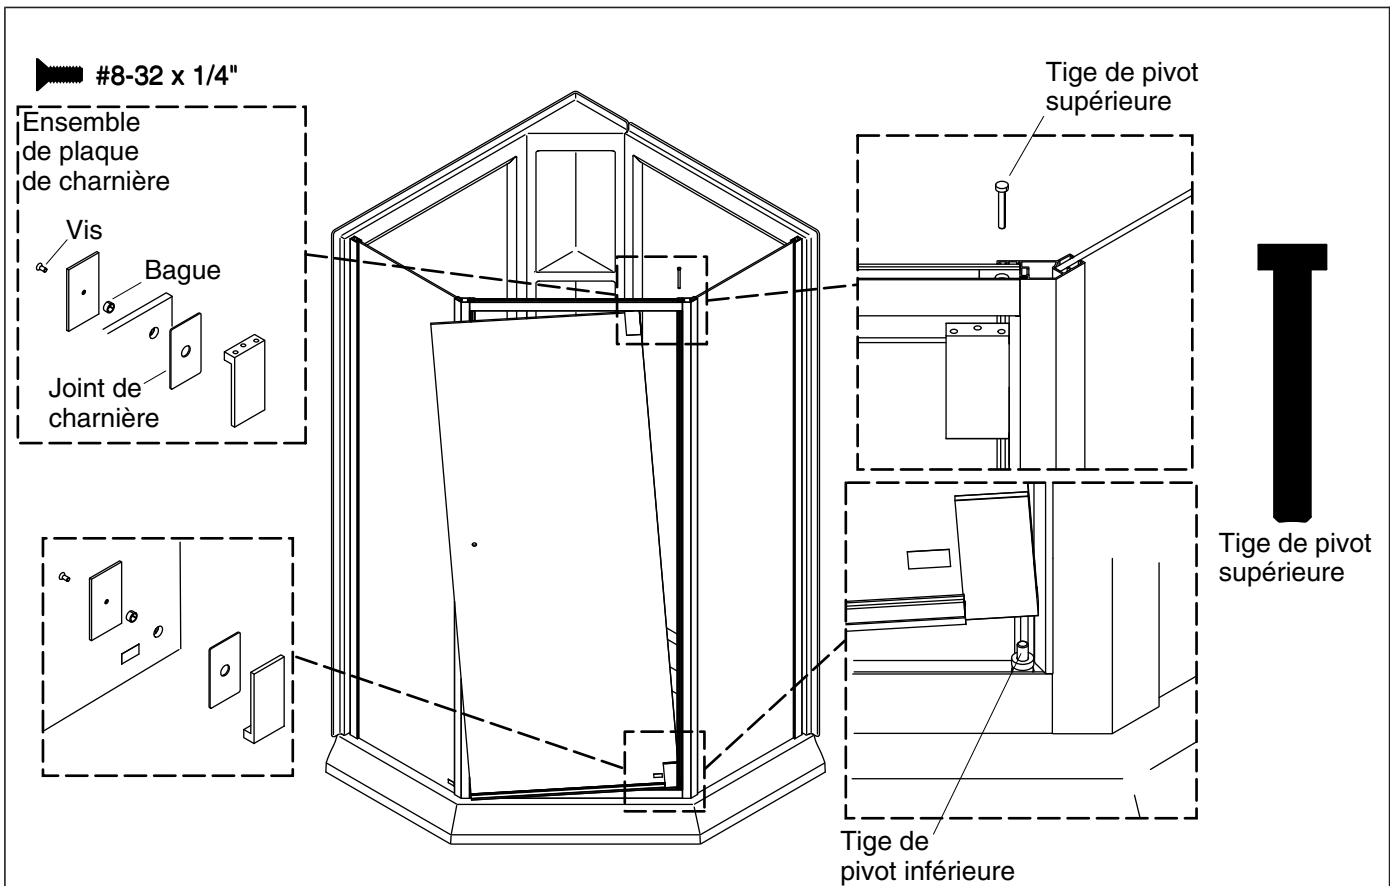 #8-32 x 1/4"
Ensemble
de plaque
de charnière
Vis
Bague
Joint de
charnière
Tige de pivot
supérieure
Tige de pivot
supérieure
Tige de
pivot inférieure